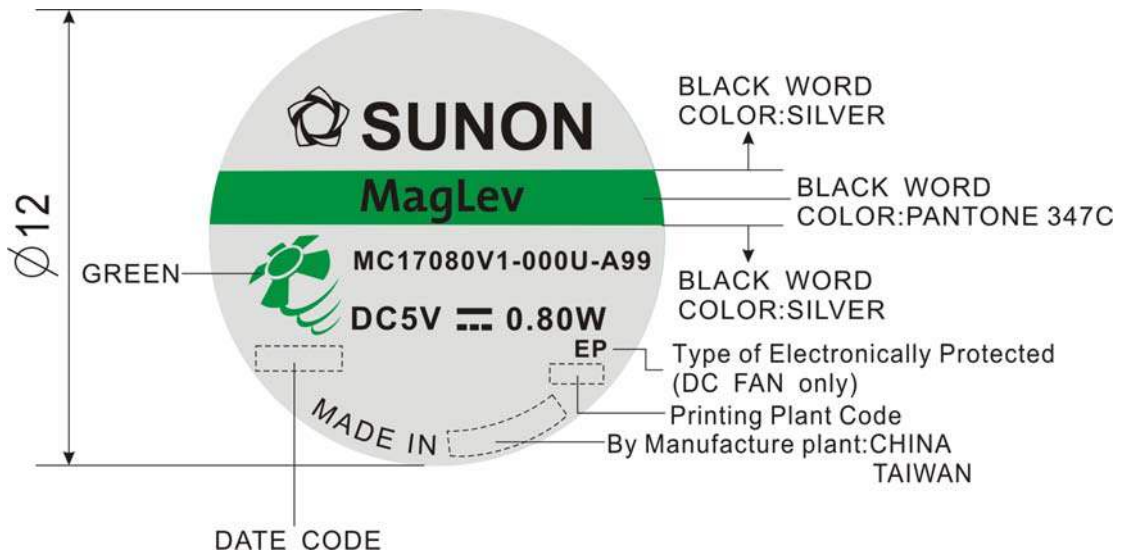 Ø12
SUNON
MagLev
MC17080V1-000U-A99
DC5V ⎓ 0.80W
EP
MADE IN
BLACK WORD
COLOR:SILVER
BLACK WORD
COLOR:PANTONE 347C
BLACK WORD
COLOR:SILVER
GREEN
Type of Electronically Protected
(DC FAN only)
Printing Plant Code
By Manufacture plant:CHINA
TAIWAN
DATE CODE